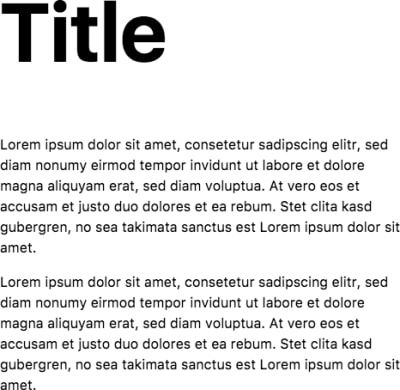 Title
Lorem ipsum dolor sit amet, consetetur sadipscing elitr, sed
diam nonumy eirmod tempor invidunt ut labore et dolore
magna aliquyam erat, sed diam voluptua. At vero eos et
accusam et justo duo dolores et ea rebum. Stet clita kasd
gubergren, no sea takimata sanctus est Lorem ipsum dolor sit
amet.
Lorem ipsum dolor sit amet, consetetur sadipscing elitr, sed
diam nonumy eirmod tempor invidunt ut labore et dolore
magna aliquyam erat, sed diam voluptua. At vero eos et
accusam et justo duo dolores et ea rebum. Stet clita kasd
gubergren, no sea takimata sanctus est Lorem ipsum dolor sit
amet.